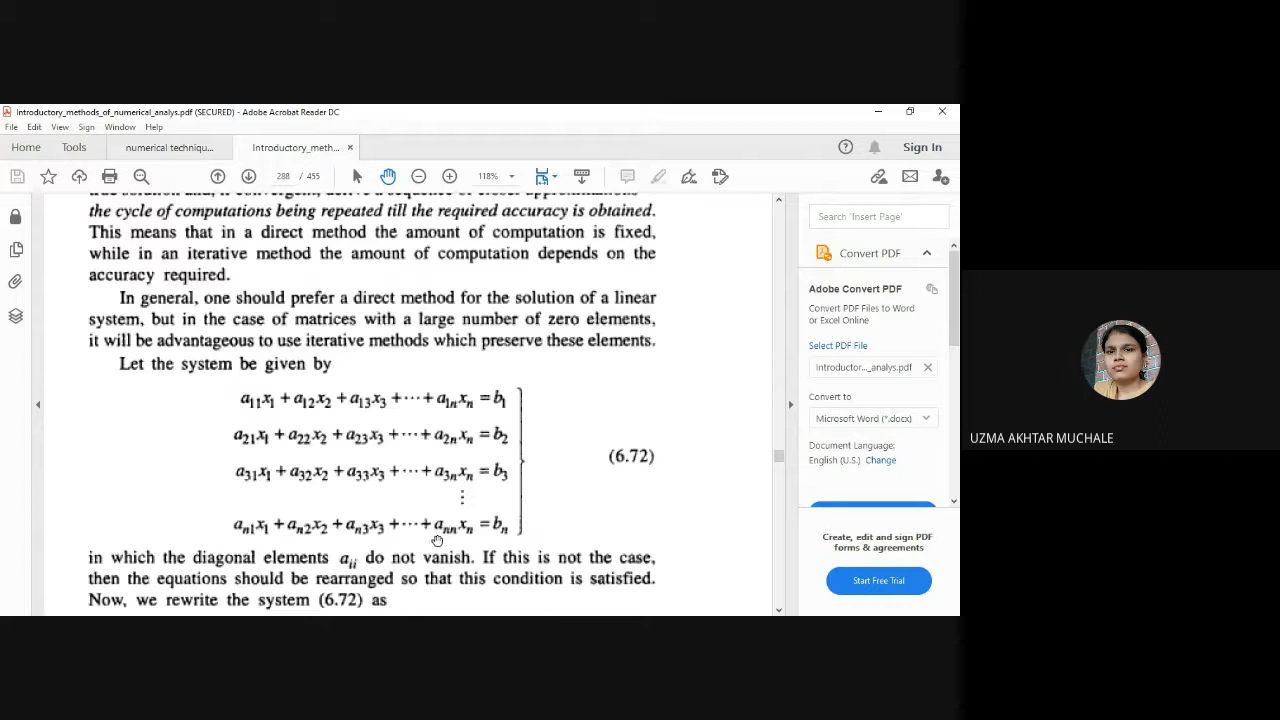 Introductory_methods_of_numerical_analys.pdf (SECURED) - Adobe Acrobat Reader DC
File Edit View Sign Window Help
Home Tools numerical techniqu... Introductory_meth... × Sign In
288 / 455 118%
the cycle of computations being repeated till the required accuracy is obtained.
This means that in a direct method the amount of computation is fixed,
while in an iterative method the amount of computation depends on the
accuracy required.
In general, one should prefer a direct method for the solution of a linear
system, but in the case of matrices with a large number of zero elements,
it will be advantageous to use iterative methods which preserve these elements.
Let the system be given by
a₁₁x₁ + a₁₂x₂ + a₁₃x₃ + ⋯ + a₁ₙxₙ = b₁
a₂₁x₁ + a₂₂x₂ + a₂₃x₃ + ⋯ + a₂ₙxₙ = b₂
a₃₁x₁ + a₃₂x₂ + a₃₃x₃ + ⋯ + a₃ₙxₙ = b₃
⋮
aₙ₁x₁ + aₙ₂x₂ + aₙ₃x₃ + ⋯ + aₙₙxₙ = bₙ
(6.72)
in which the diagonal elements aᵢᵢ do not vanish. If this is not the case,
then the equations should be rearranged so that this condition is satisfied.
Now, we rewrite the system (6.72) as
Search 'Insert Page'
Convert PDF
Adobe Convert PDF
Convert PDF Files to Word
or Excel Online
Select PDF File
Introductor..._analys.pdf ×
Convert to
Microsoft Word (*.docx)
Document Language:
English (U.S.) Change
Create, edit and sign PDF
forms & agreements
Start Free Trial
UZMA AKHTAR MUCHALE